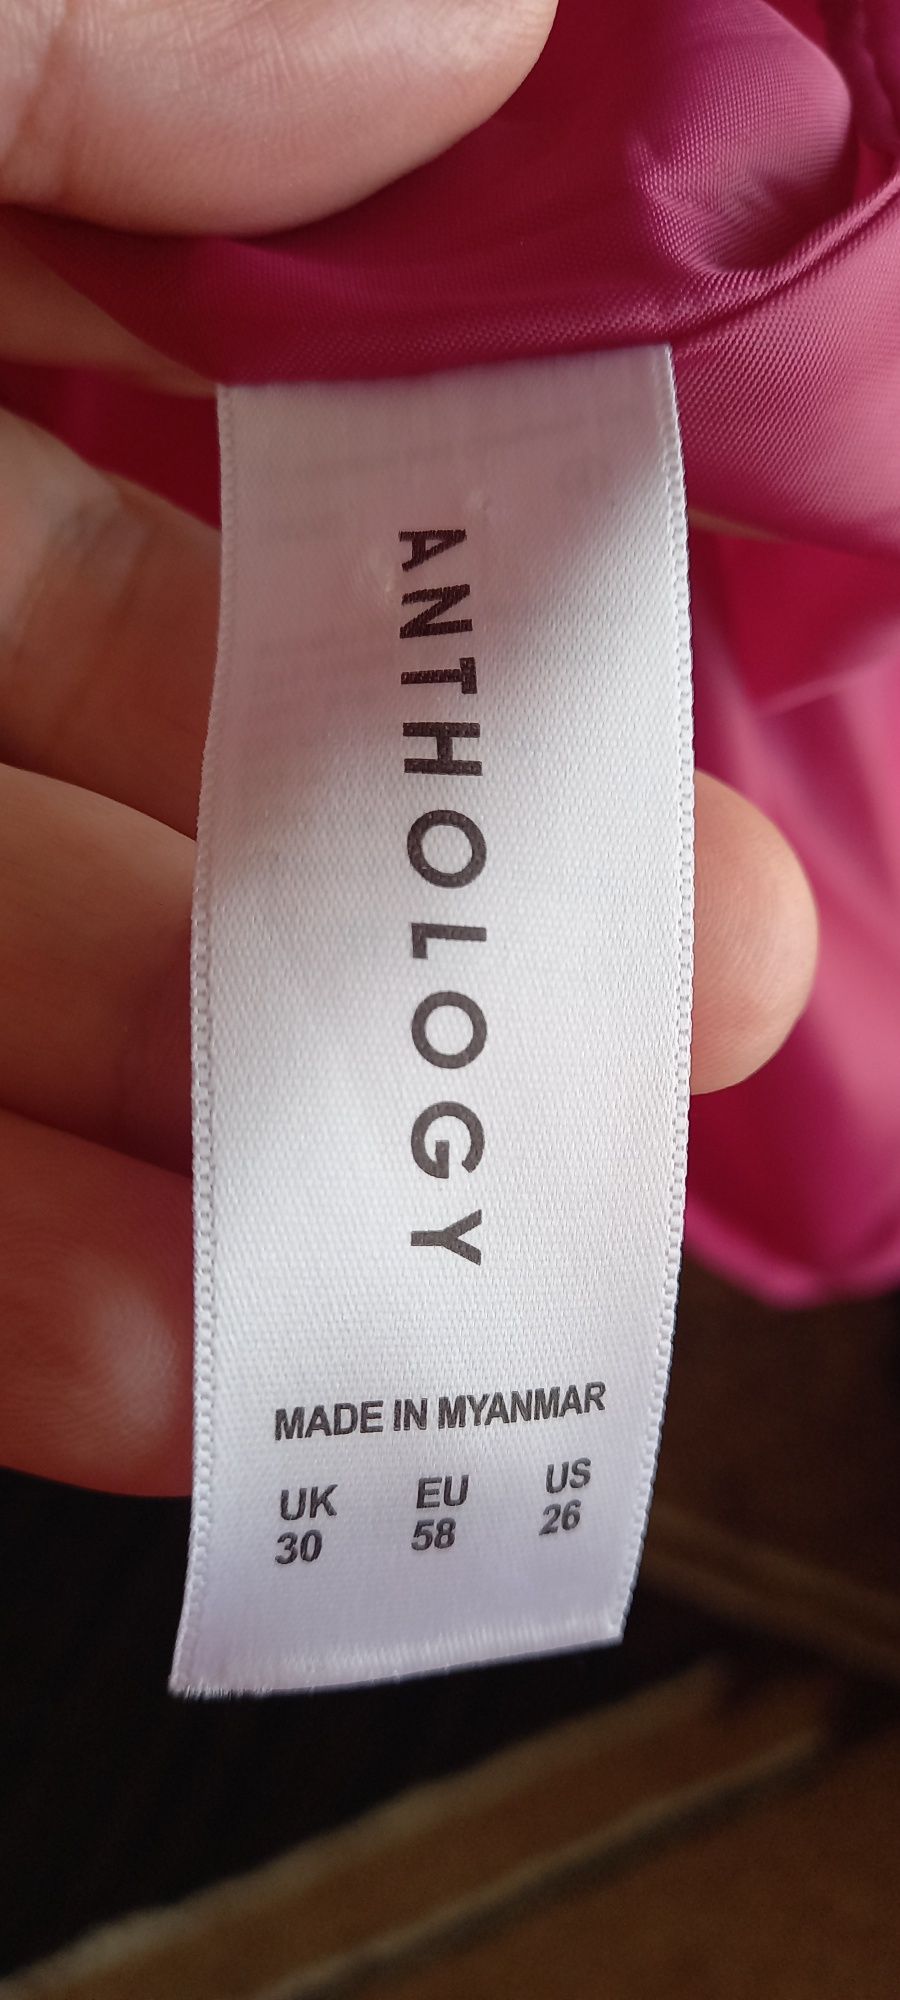 ANTHOLOGY
MADE IN MYANMAR
UK EU US
30 58 26